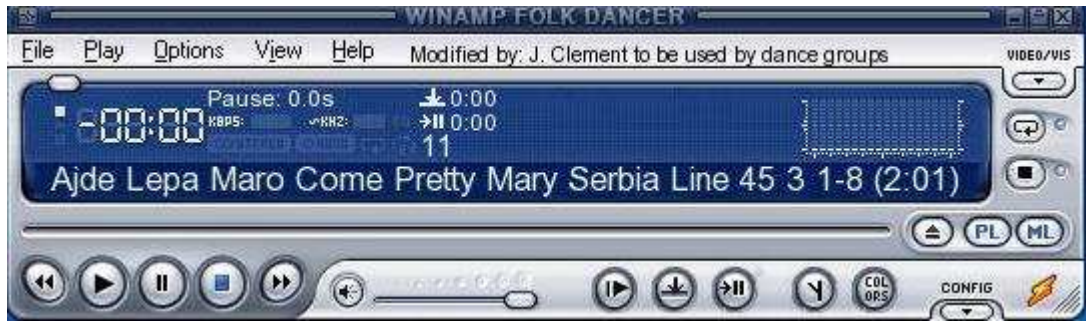 WINAMP FOLK DANCER
File Play Options View Help Modified by: J. Clement to be used by dance groups VIDEO/VIS
Pause: 0.0s 0:00
-00:00 KBPS: KHZ: 0:00
11
Ajde Lepa Maro Come Pretty Mary Serbia Line 45 3 1-8 (2:01)
PL ML
COLORS CONFIG